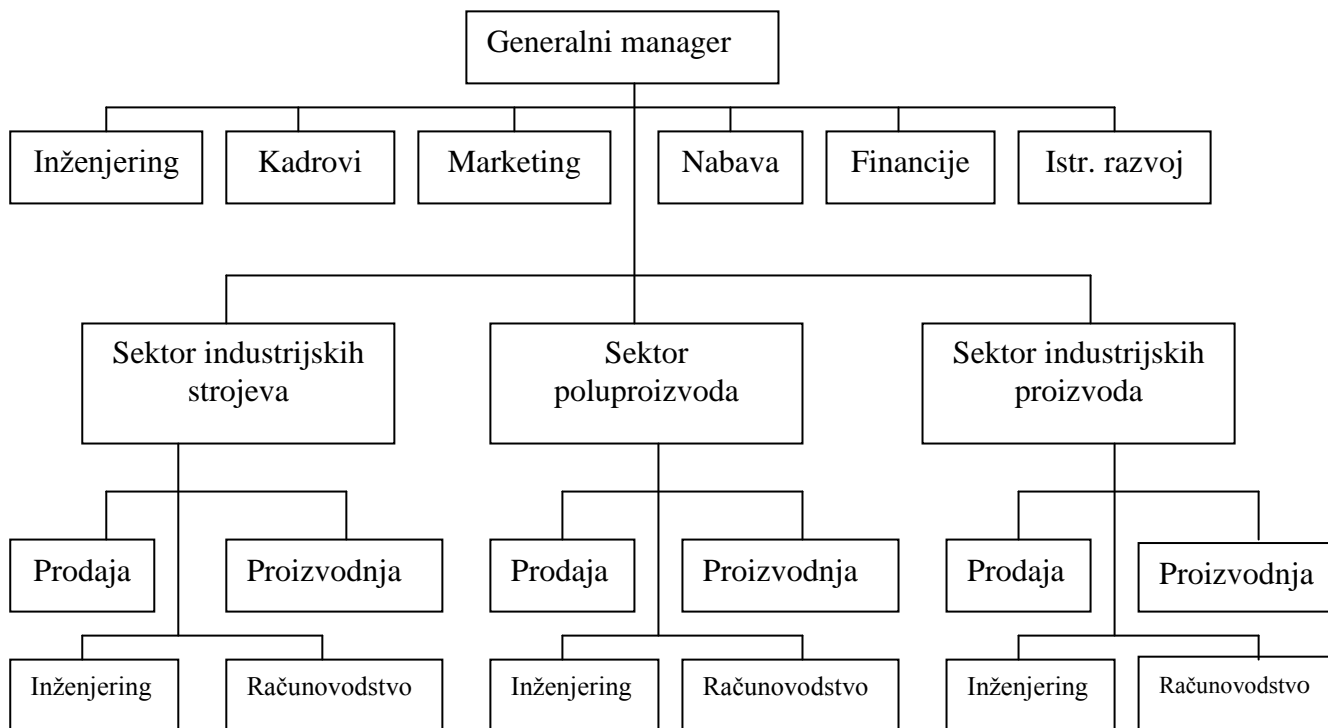 Generalni manager
Inženjering
Kadrovi
Marketing
Nabava
Financije
Istr. razvoj
Sektor industrijskih
strojeva
Sektor
poluproizvoda
Sektor industrijskih
proizvoda
Prodaja
Proizvodnja
Prodaja
Proizvodnja
Prodaja
Proizvodnja
Inženjering
Računovodstvo
Inženjering
Računovodstvo
Inženjering
Računovodstvo